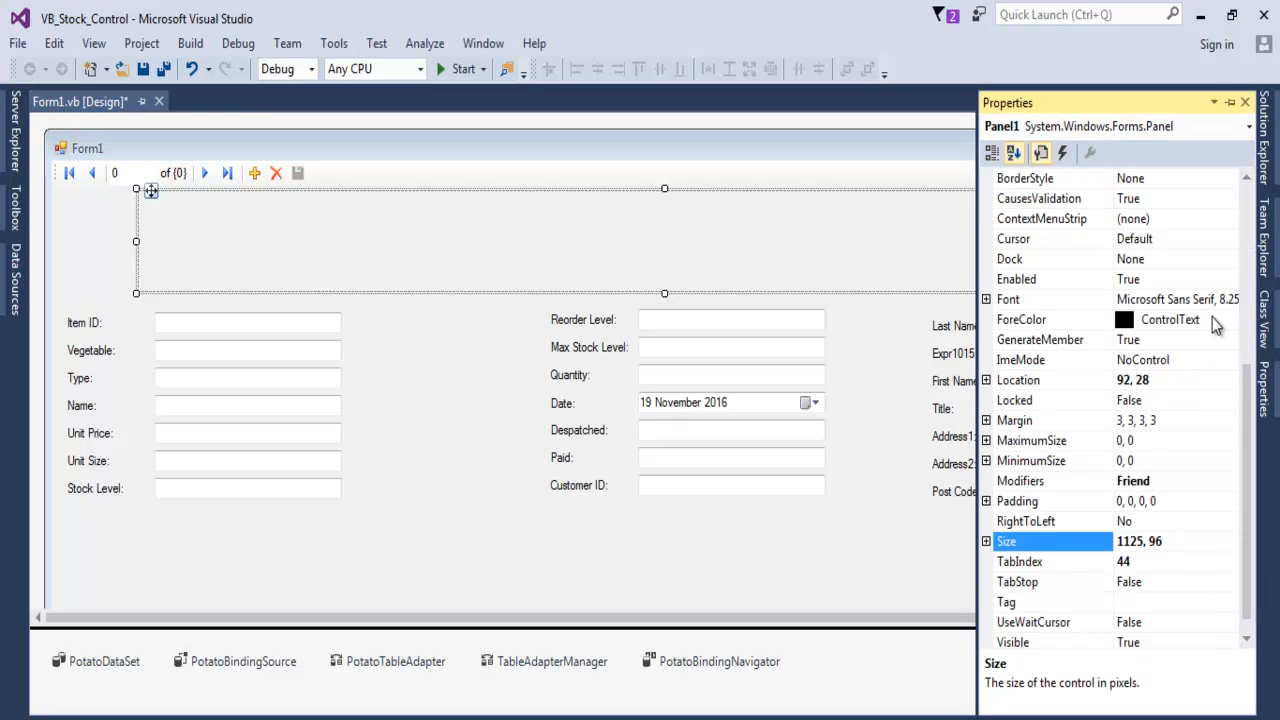 VB_Stock_Control - Microsoft Visual Studio
2
Quick Launch (Ctrl+Q)
File Edit View Project Build Debug Team Tools Test Analyze Window Help
Sign in
Debug Any CPU Start
Form1.vb [Design]*
Server Explorer
Toolbox
Data Sources
Form1
0 of {0}
Item ID:
Vegetable:
Type:
Name:
Unit Price:
Unit Size:
Stock Level:
Reorder Level:
Max Stock Level:
Quantity:
Date: 19 November 2016
Despatched:
Paid:
Customer ID:
Last Name
Expr1015
First Name
Title:
Address1:
Address2:
Post Code
PotatoDataSet PotatoBindingSource PotatoTableAdapter TableAdapterManager PotatoBindingNavigator
Properties
Panel1 System.Windows.Forms.Panel
BorderStyle None
CausesValidation True
ContextMenuStrip (none)
Cursor Default
Dock None
Enabled True
Font Microsoft Sans Serif, 8.25
ForeColor ControlText
GenerateMember True
ImeMode NoControl
Location 92, 28
Locked False
Margin 3, 3, 3, 3
MaximumSize 0, 0
MinimumSize 0, 0
Modifiers Friend
Padding 0, 0, 0, 0
RightToLeft No
Size 1125, 96
TabIndex 44
TabStop False
Tag
UseWaitCursor False
Visible True
Size
The size of the control in pixels.
Solution Explorer
Team Explorer
Class View
Properties